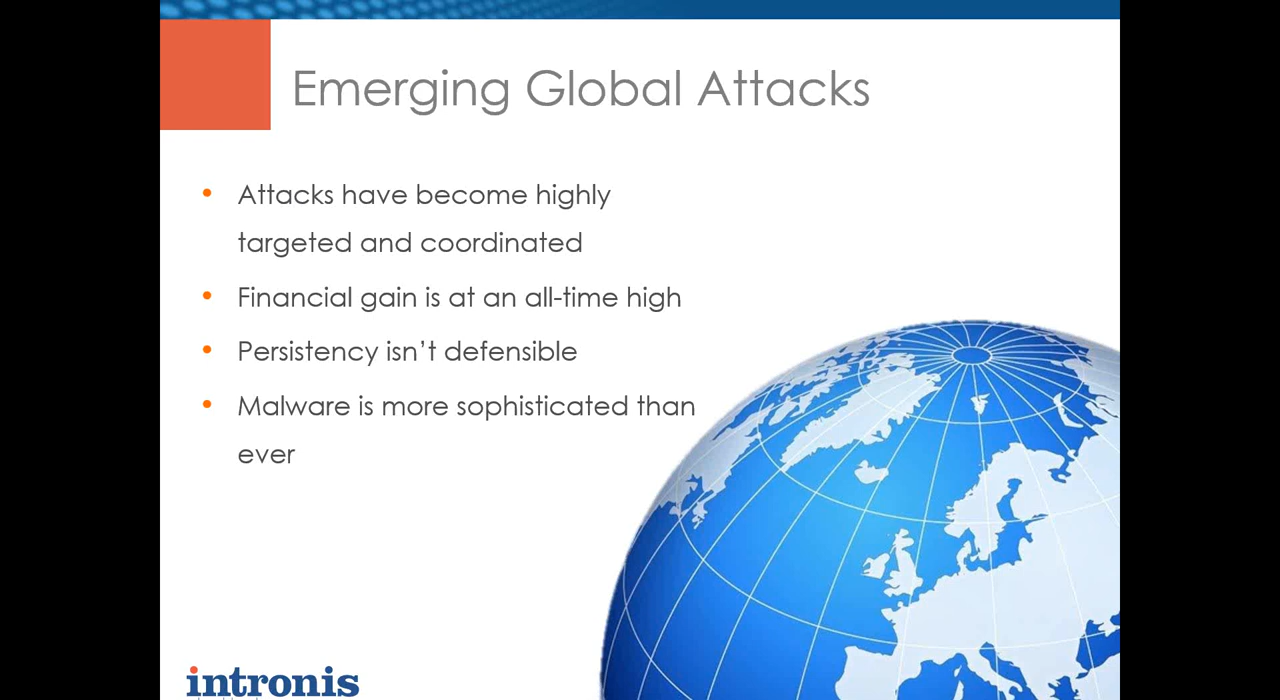 Emerging Global Attacks
• Attacks have become highly
targeted and coordinated
• Financial gain is at an all-time high
• Persistency isn’t defensible
• Malware is more sophisticated than
ever
intronis